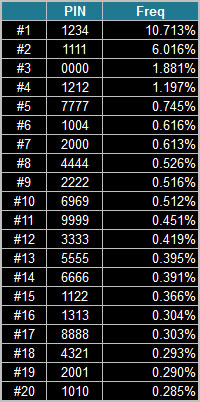 PIN Freq
#1 1234 10.713%
#2 1111 6.016%
#3 0000 1.881%
#4 1212 1.197%
#5 7777 0.745%
#6 1004 0.616%
#7 2000 0.613%
#8 4444 0.526%
#9 2222 0.516%
#10 6969 0.512%
#11 9999 0.451%
#12 3333 0.419%
#13 5555 0.395%
#14 6666 0.391%
#15 1122 0.366%
#16 1313 0.304%
#17 8888 0.303%
#18 4321 0.293%
#19 2001 0.290%
#20 1010 0.285%